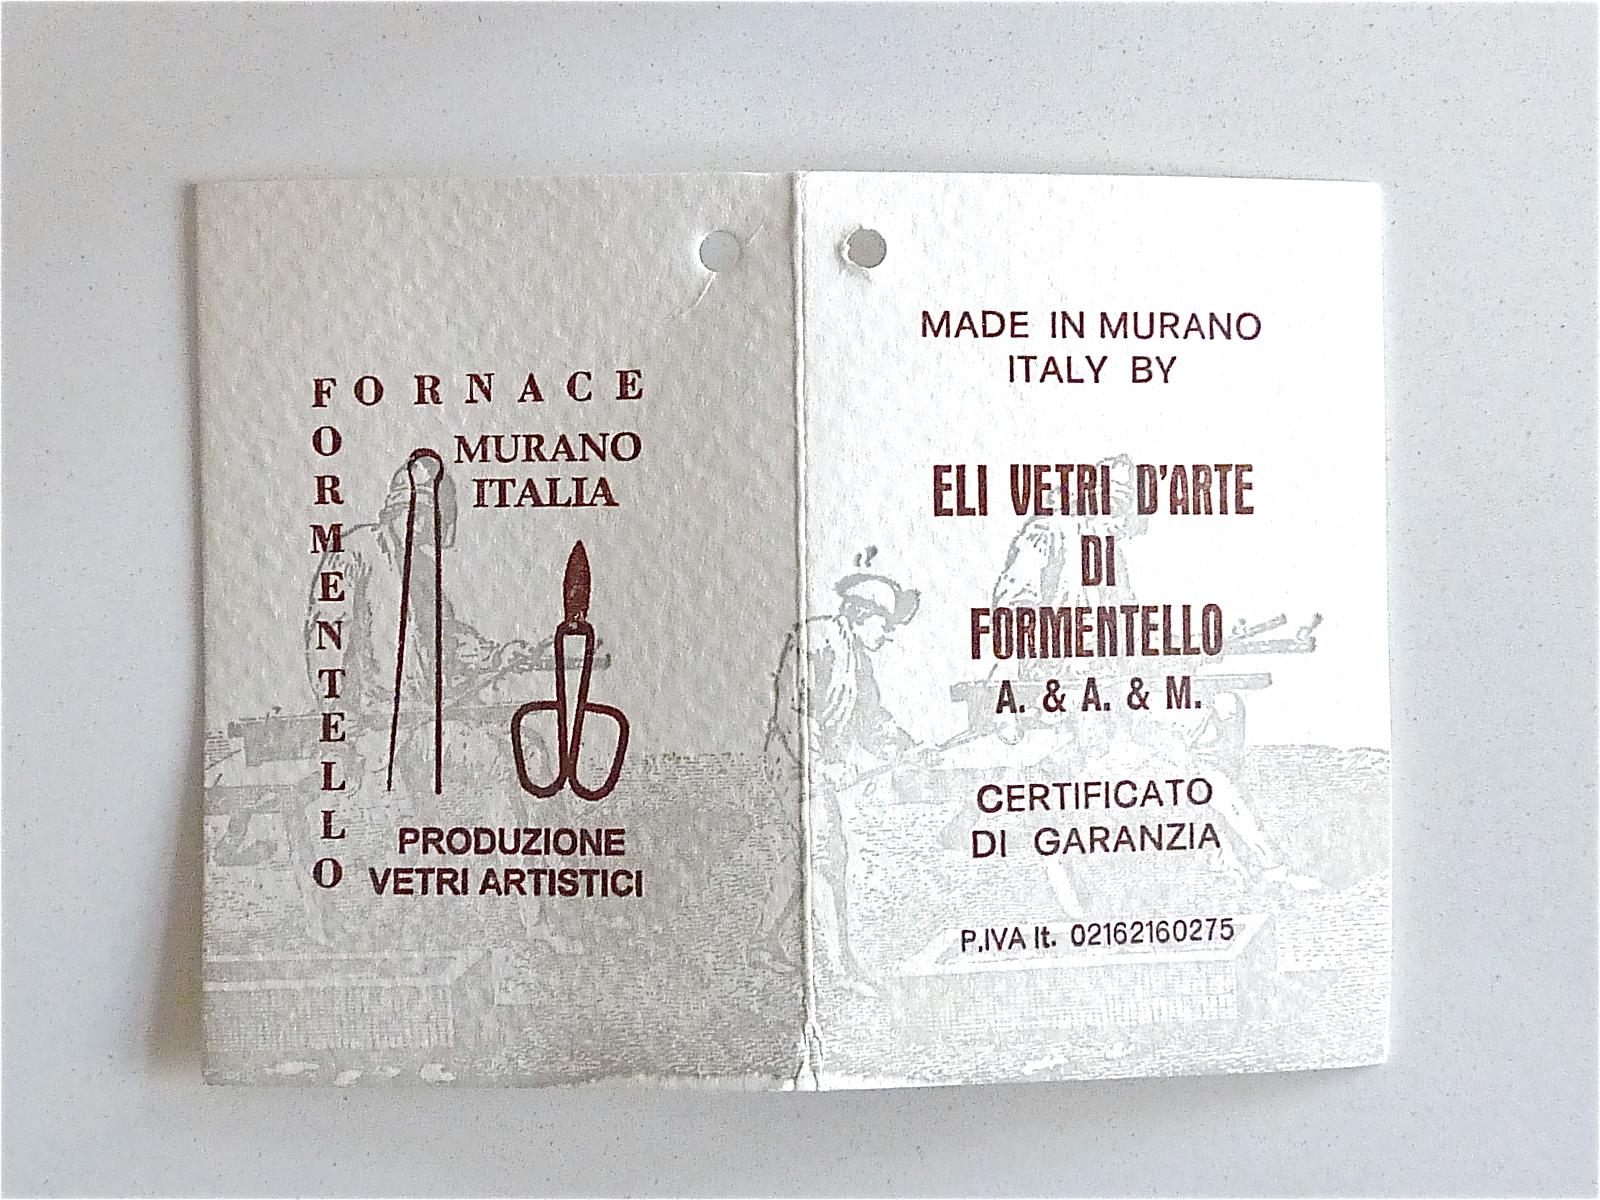 FORNACE
FORMENTELLO
MURANO
ITALIA
PRODUZIONE
VETRI ARTISTICI
MADE IN MURANO
ITALY BY
ELI VETRI D'ARTE
DI
FORMENTELLO
A. & A. & M.
CERTIFICATO
DI GARANZIA
P.IVA It. 02162160275